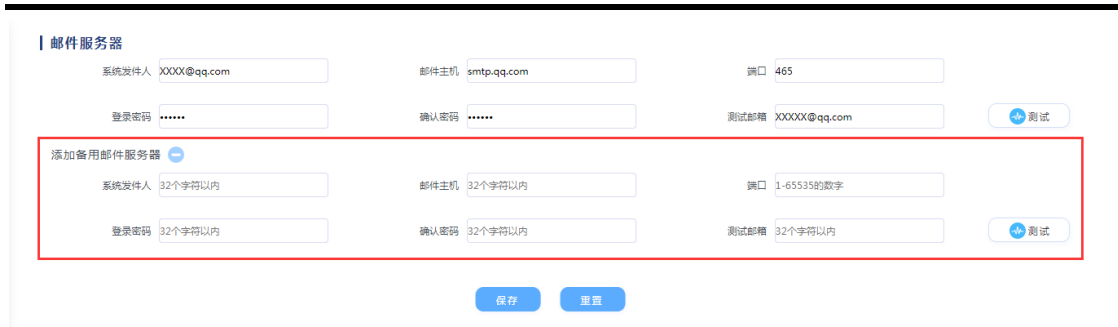 邮件服务器
系统发件人 XXXX@qq.com 邮件主机 smtp.qq.com 端口 465
登录密码 •••••• 确认密码 •••••• 测试邮箱 XXXXX@qq.com 测试
添加备用邮件服务器
系统发件人 32个字符以内 邮件主机 32个字符以内 端口 1-65535的数字
登录密码 32个字符以内 确认密码 32个字符以内 测试邮箱 32个字符以内 测试
保存 重置